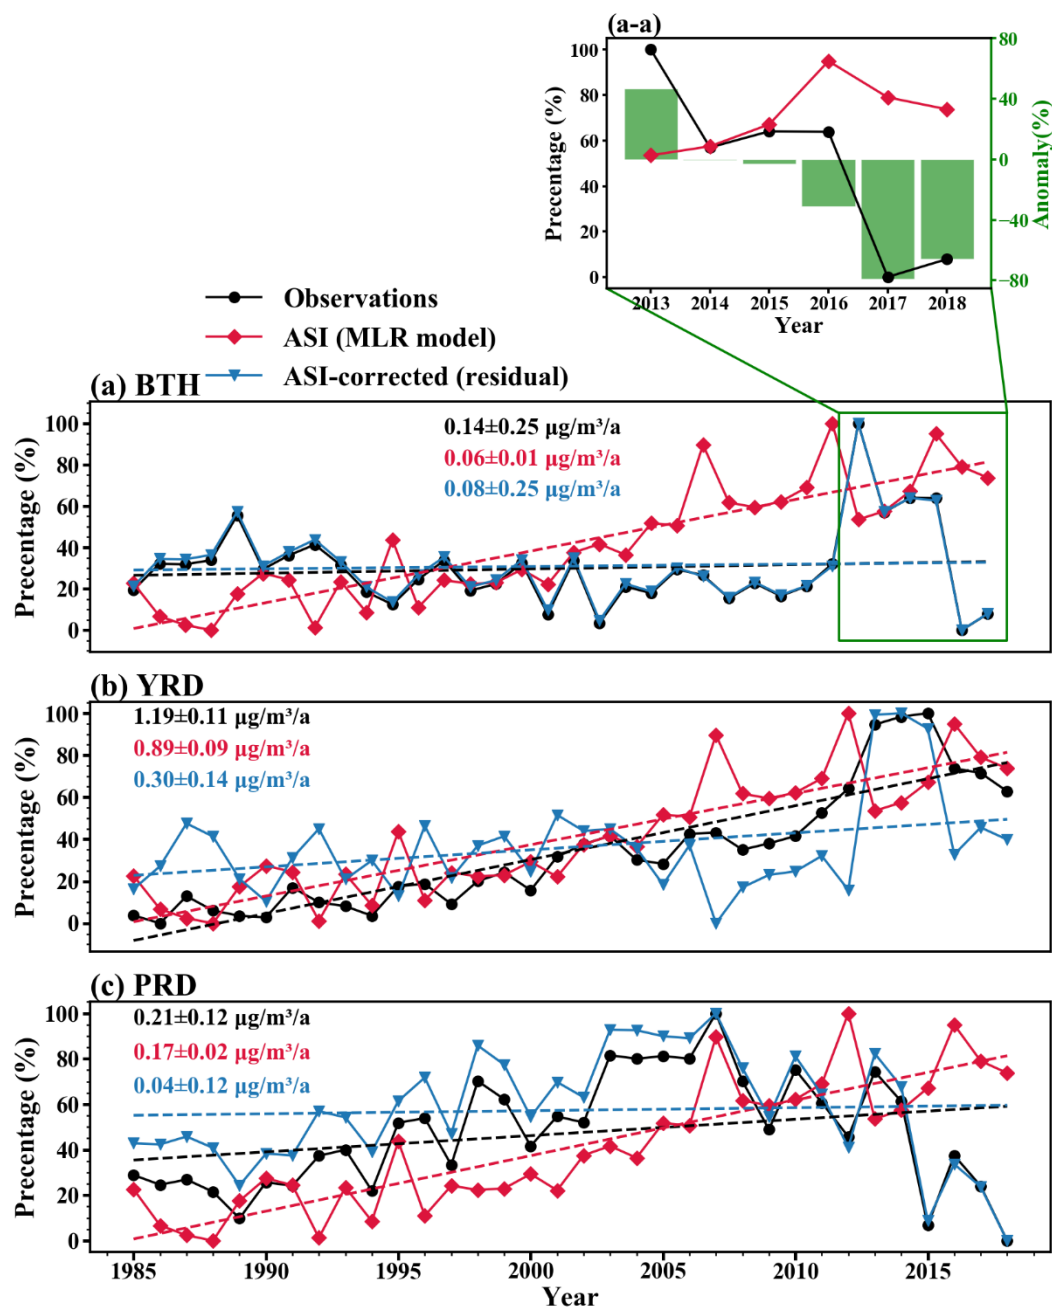 (a-a)
100
80
60
40
20
0
Precentage (%)
80
40
0
−40
−80
Anomaly(%)
2013 2014 2015 2016 2017 2018
Year
Observations
ASI (MLR model)
ASI-corrected (residual)
(a) BTH
0.14±0.25 μg/m³/a
0.06±0.01 μg/m³/a
0.08±0.25 μg/m³/a
100
80
60
40
20
0
Precentage (%)
(b) YRD
1.19±0.11 μg/m³/a
0.89±0.09 μg/m³/a
0.30±0.14 μg/m³/a
100
80
60
40
20
0
Precentage (%)
(c) PRD
0.21±0.12 μg/m³/a
0.17±0.02 μg/m³/a
0.04±0.12 μg/m³/a
100
80
60
40
20
0
Precentage (%)
1985 1990 1995 2000 2005 2010 2015
Year